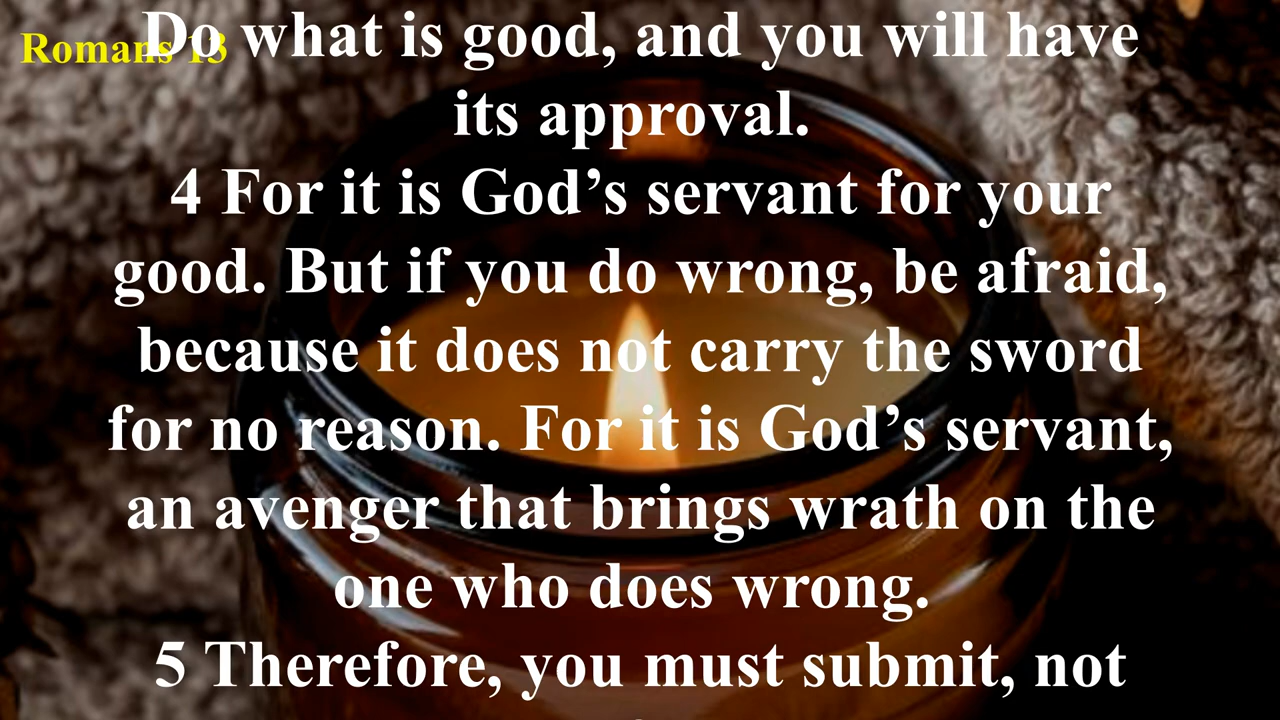 Romans 13
Do what is good, and you will have
its approval.
4 For it is God’s servant for your
good. But if you do wrong, be afraid,
because it does not carry the sword
for no reason. For it is God’s servant,
an avenger that brings wrath on the
one who does wrong.
5 Therefore, you must submit, not